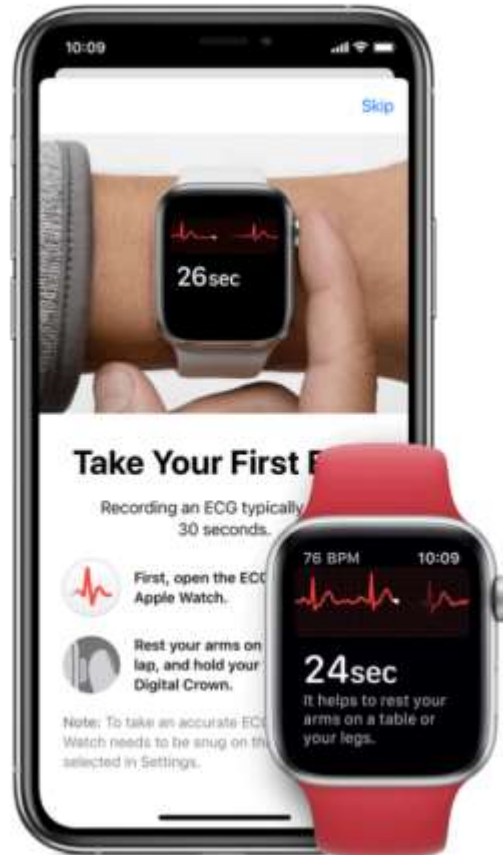 10:09
Skip
26sec
Take Your First
Recording an ECG typically
30 seconds.
First, open the EC
Apple Watch.
Rest your arms on
lap, and hold your
Digital Crown.
Note: To take an accurate EC
Watch needs to be snug on th
selected in Settings.
76 BPM 10:09
24sec
It helps to rest your
arms on a table or
your legs.